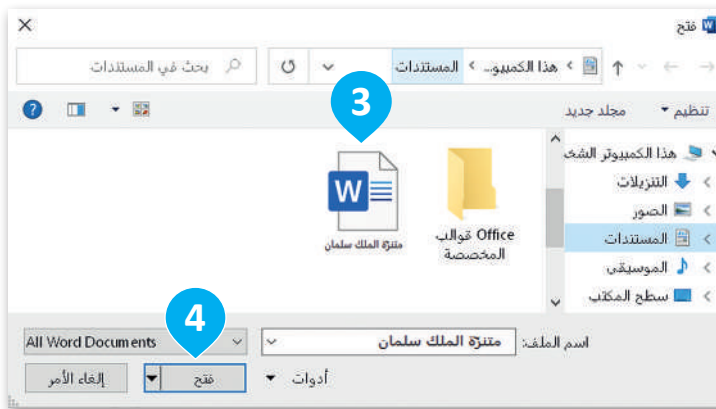 فتح
هذا الكمبيو... › المستندات
بحث في المستندات
تنظيم
مجلد جديد
هذا الكمبيوتر الشخ
التنزيلات
الصور
المستندات
الموسيقى
سطح المكتب
3
W
Office قوالب
المخصصة
متنزة الملك سلمان
4
اسم الملف:
متنزة الملك سلمان
All Word Documents
أدوات
فتح
إلغاء الأمر